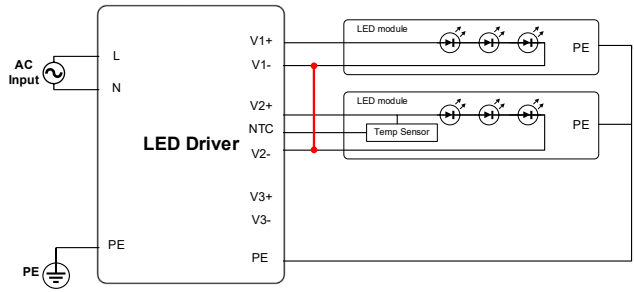 LED module
V1+
PE
L
AC
Input
V1-
N
LED module
V2+
PE
NTC
Temp Sensor
LED Driver
V2-
V3+
V3-
PE
PE
PE